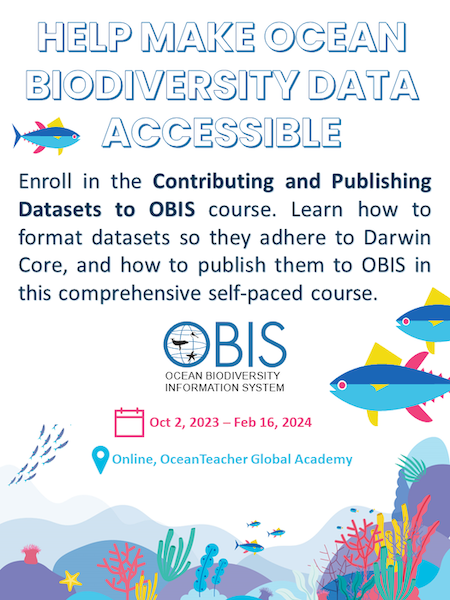 HELP MAKE OCEAN
BIODIVERSITY DATA
ACCESSIBLE
Enroll in the Contributing and Publishing
Datasets to OBIS course. Learn how to
format datasets so they adhere to Darwin
Core, and how to publish them to OBIS in
this comprehensive self-paced course.
OBIS
OCEAN BIODIVERSITY
INFORMATION SYSTEM
Oct 2, 2023 – Feb 16, 2024
Online, OceanTeacher Global Academy